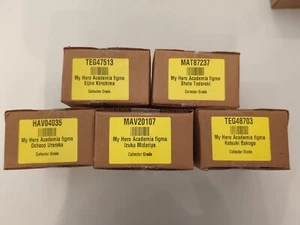 TEG47513
My Hero Academia figma
Eijiro Kirishima
Collector Grade
MAT87237
My Hero Academia figma
Shoto Todoroki
Collector Grade
HAV04035
My Hero Academia figma
Ochaco Uraraka
Collector Grade
MAV20107
My Hero Academia figma
Izuku Midoriya
Collector Grade
TEG48703
My Hero Academia figma
Katsuki Bakugo
Collector Grade